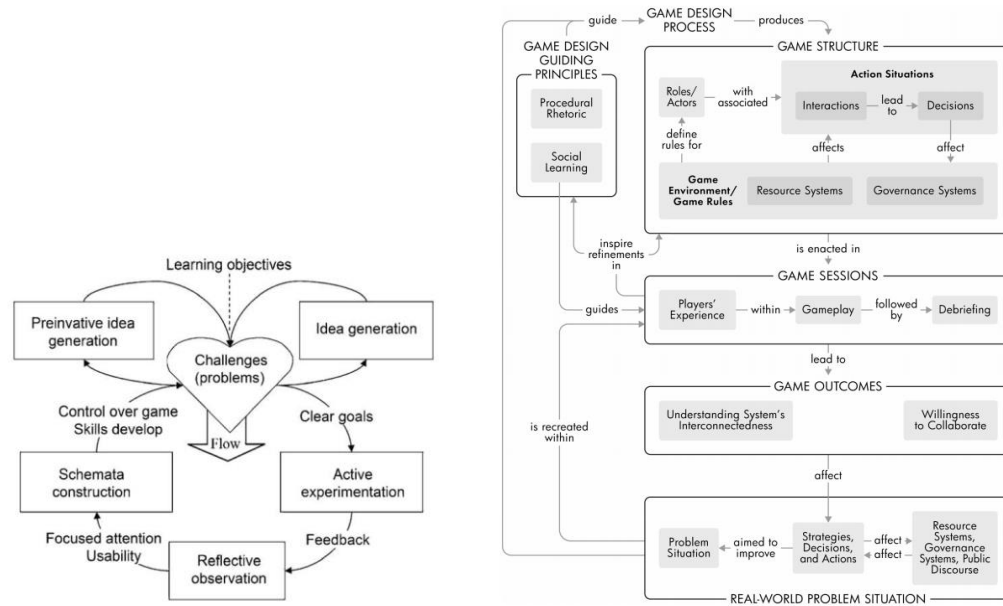 Learning objectives
Preinvative idea
generation
Idea generation
Challenges
(problems)
Control over game
Skills develop
Clear goals
Flow
Schemata
construction
Active
experimentation
Focused attention
Usability
Feedback
Reflective
observation
guide
GAME DESIGN
PROCESS
produces
GAME DESIGN
GUIDING
PRINCIPLES
Procedural
Rhetoric
Social
Learning
GAME STRUCTURE
Action Situations
Roles/
Actors
with
associated
Interactions
lead
to
Decisions
define
rules for
affects
affect
Game
Environment/
Game Rules
Resource Systems
Governance Systems
inspire
refinements
in
is enacted in
GAME SESSIONS
guides
Players'
Experience
within
Gameplay
followed
by
Debriefing
lead to
GAME OUTCOMES
Understanding System's
Interconnectedness
Willingness
to Collaborate
is recreated
within
affect
Problem
Situation
aimed to
improve
Strategies,
Decisions,
and Actions
affect
affect
Resource
Systems,
Governance
Systems, Public
Discourse
REAL-WORLD PROBLEM SITUATION